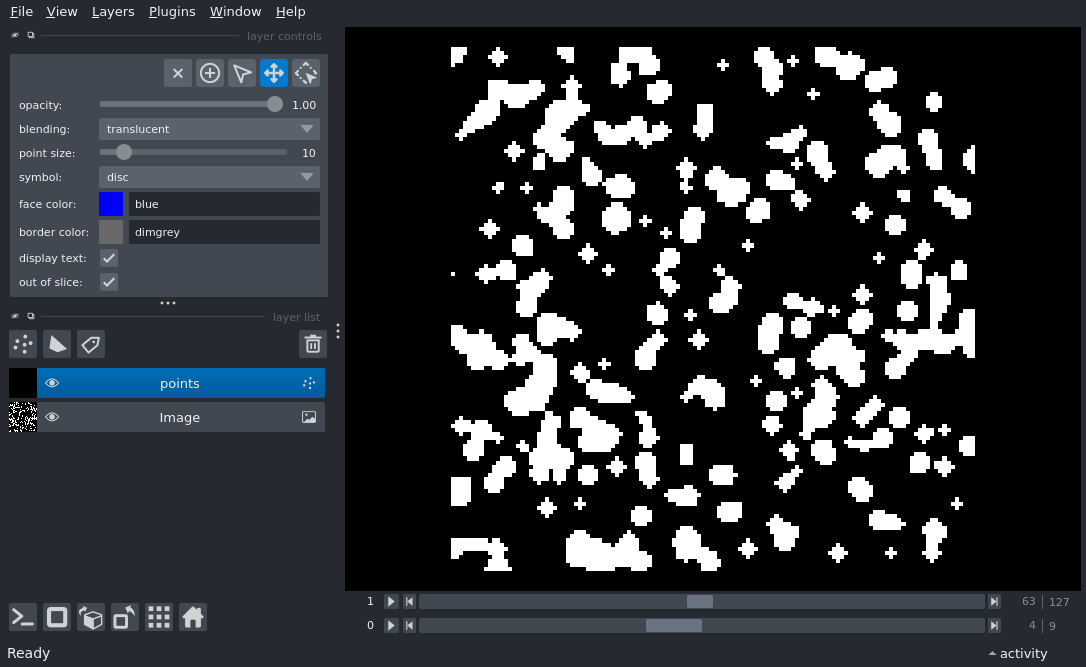 File View Layers Plugins Window Help
layer controls
opacity: 1.00
blending: translucent
point size: 10
symbol: disc
face color: blue
border color: dimgrey
display text:
out of slice:
layer list
points
Image
1 63 127
0 4 9
Ready
activity